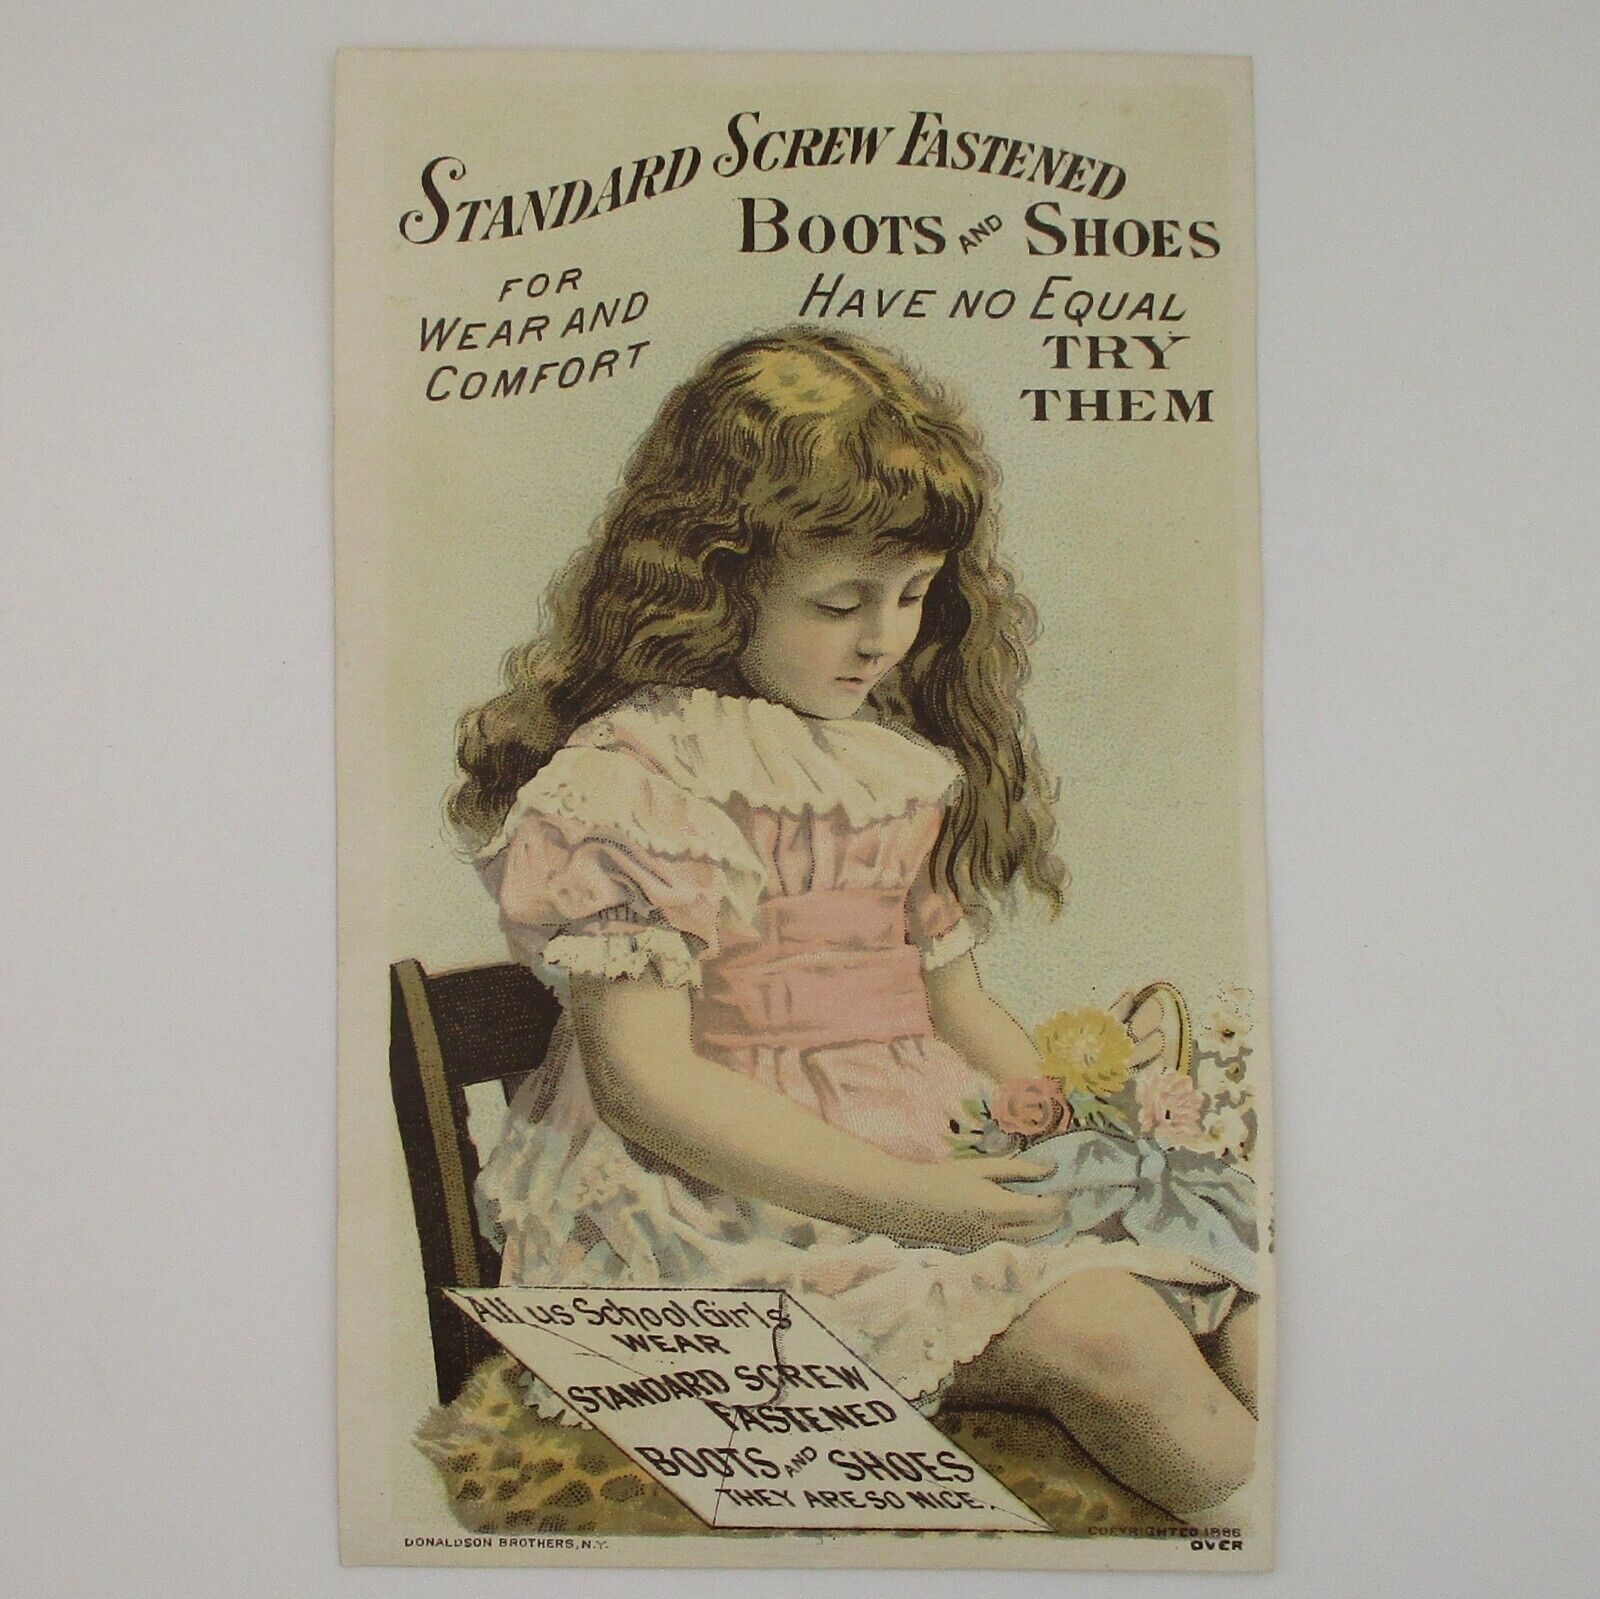 STANDARD SCREW FASTENED
BOOTS AND SHOES
FOR
WEAR AND
COMFORT
HAVE NO EQUAL
TRY
THEM
All us School Girls
WEAR
STANDARD SCREW
FASTENED
BOOTS AND SHOES
THEY ARE SO NICE.
DONALDSON BROTHERS, N.Y.
COPYRIGHTED 1886
OVER